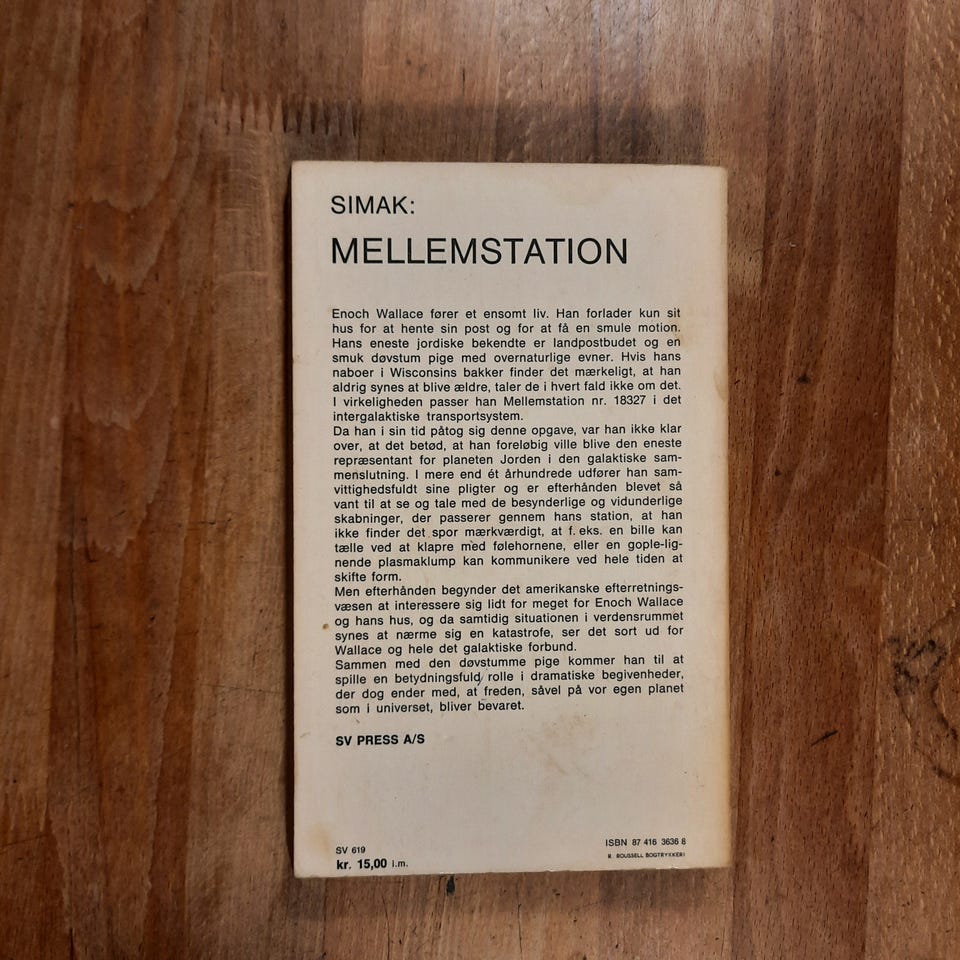 SIMAK:
MELLEMSTATION
Enoch Wallace fører et ensomt liv. Han forlader kun sit
hus for at hente sin post og for at få en smule motion.
Hans eneste jordiske bekendte er landpostbudet og en
smuk døvstum pige med overnaturlige evner. Hvis hans
naboer i Wisconsins bakker finder det mærkeligt, at han
aldrig synes at blive ældre, taler de i hvert fald ikke om det.
I virkeligheden passer han Mellemstation nr. 18327 i det
intergalaktiske transportsystem.
Da han i sin tid påtog sig denne opgave, var han ikke klar
over, at det betød, at han foreløbig ville blive den eneste
repræsentant for planeten Jorden i den galaktiske sam-
menslutning. I mere end ét århundrede udfører han sam-
vittighedsfuldt sine pligter og er efterhånden blevet så
vant til at se og tale med de besynderlige og vidunderlige
skabninger, der passerer gennem hans station, at han
ikke finder det spor mærkværdigt, at f.eks. en bille kan
tælle ved at klapre med følehornene, eller en gople-lig-
nende plasmaklump kan kommunikere ved hele tiden at
skifte form.
Men efterhånden begynder det amerikanske efterretnings-
væsen at interessere sig lidt for meget for Enoch Wallace
og hans hus, og da samtidig situationen i verdensrummet
synes at nærme sig en katastrofe, ser det sort ud for
Wallace og hele det galaktiske forbund.
Sammen med den døvstumme pige kommer han til at
spille en betydningsfuld rolle i dramatiske begivenheder,
der dog ender med, at freden, såvel på vor egen planet
som i universet, bliver bevaret.
SV PRESS A/S
SV 619
kr. 15,00 i.m.
ISBN 87 416 3636 8
R. ROUSSELL BOGTRYKKERI